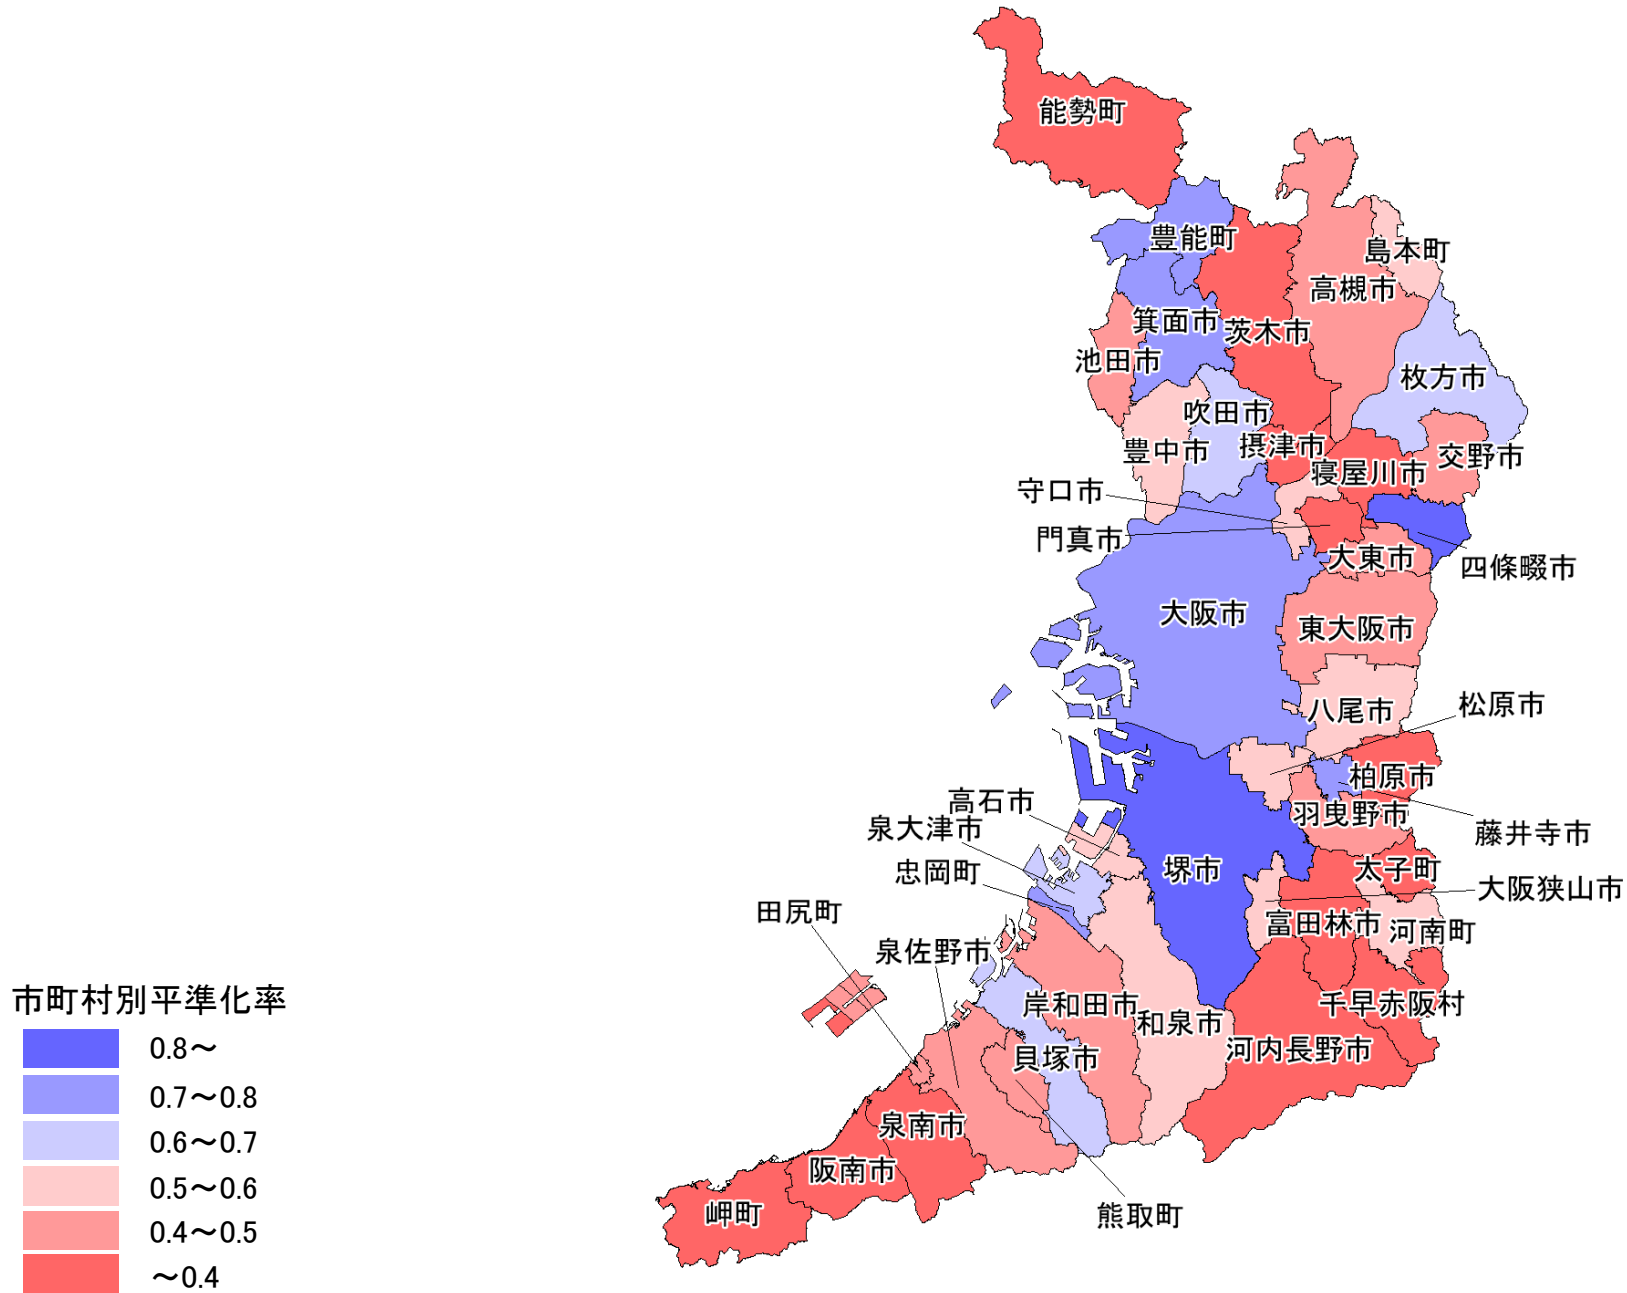 能勢町
豊能町
島本町
高槻市
箕面市
茨木市
池田市
枚方市
吹田市
豊中市
摂津市
交野市
寝屋川市
守口市
門真市
大東市
四條畷市
大阪市
東大阪市
八尾市
松原市
柏原市
高石市
羽曳野市
泉大津市
藤井寺市
忠岡町
堺市
太子町
大阪狭山市
田尻町
富田林市
河南町
泉佐野市
岸和田市
千早赤阪村
和泉市
河内長野市
貝塚市
泉南市
阪南市
岬町
熊取町
市町村別平準化率
0.8～
0.7～0.8
0.6～0.7
0.5～0.6
0.4～0.5
～0.4